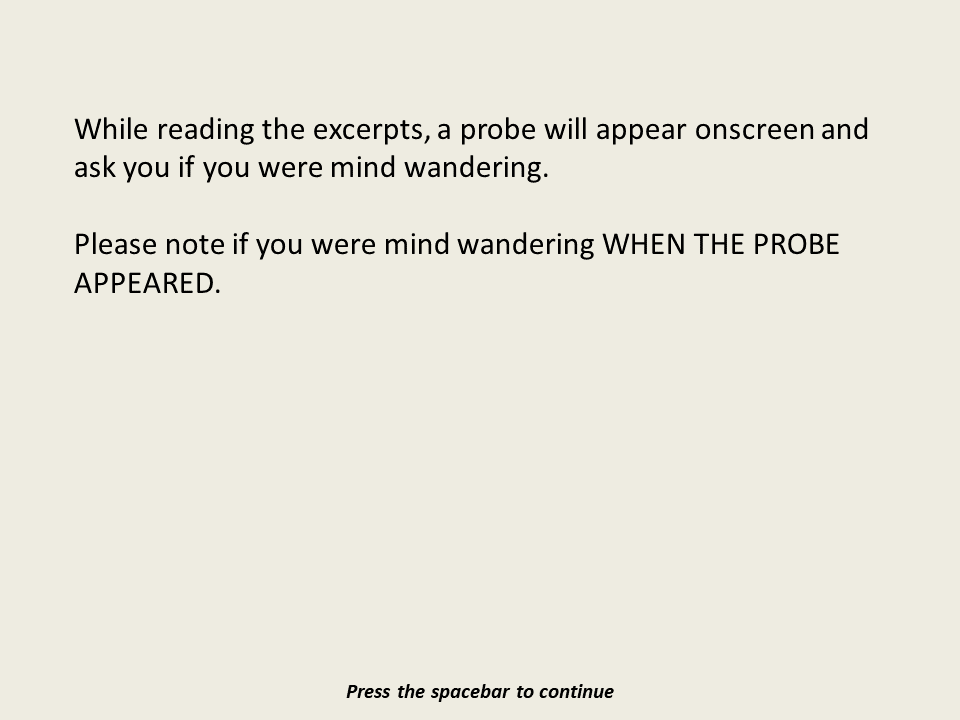 While reading the excerpts, a probe will appear onscreen and
ask you if you were mind wandering.
Please note if you were mind wandering WHEN THE PROBE
APPEARED.
Press the spacebar to continue